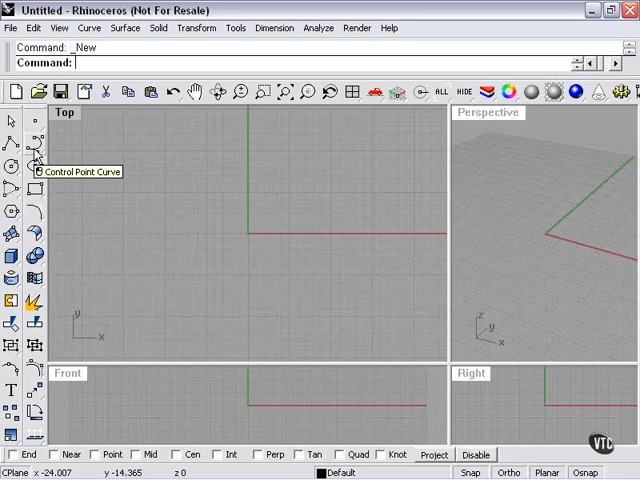 Untitled - Rhinoceros (Not For Resale)
File Edit View Curve Surface Solid Transform Tools Dimension Analyze Render Help
Command: _New
Command:
ALL HIDE
Top
Perspective
Control Point Curve
y
x
z
y
x
Front
Right
T
VTC
End Near Point Mid Cen Int Perp Tan Quad Knot Project Disable
CPlane x -24.007 y -14.365 z 0 Default Snap Ortho Planar Osnap